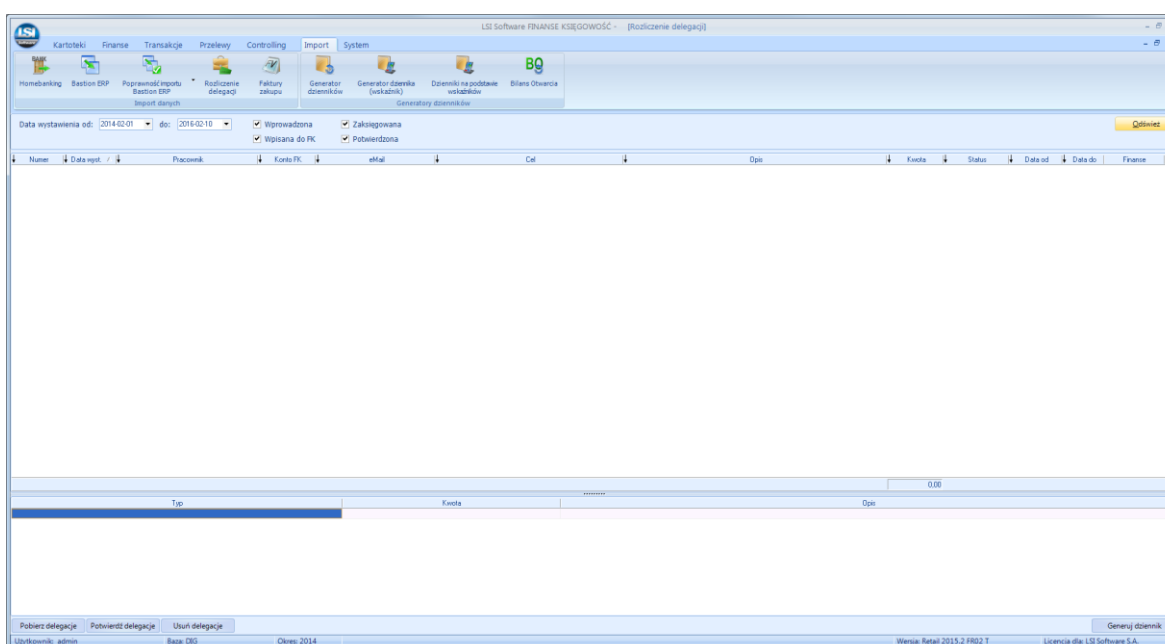 LSI Software FINANSE KSIĘGOWOŚĆ - [Rozliczenie delegacji]
LSI
Kartoteki Finanse Transakcje Przelewy Controlling Import System
BANK BO
Homebanking Bastion ERP Poprawność importu Rozliczenie Faktury Generator Generator dziennika Dzienniki na podstawie Bilans Otwarcia
Bastion ERP delegacji zakupu dzienników (wskaźnik) wskaźników
Import danych Generatory dzienników
Data wystawienia od: 2014-02-01 do: 2016-02-10 Wprowadzona Zaksięgowana Odśwież
Wpisana do FK Potwierdzona
Numer Data wyst. / Pracownik Konto FK eMail Cel Opis Kwota Status Data od Data do Finanse
0.00
Typ Kwota Opis
Pobierz delegacje Potwierdź delegacje Usuń delegacje Generuj dziennik
Użytkownik: admin Baza: DIG Okres: 2014 Wersja: Retail 2015.2 FR02 T Licencja dla: LSI Software S.A.